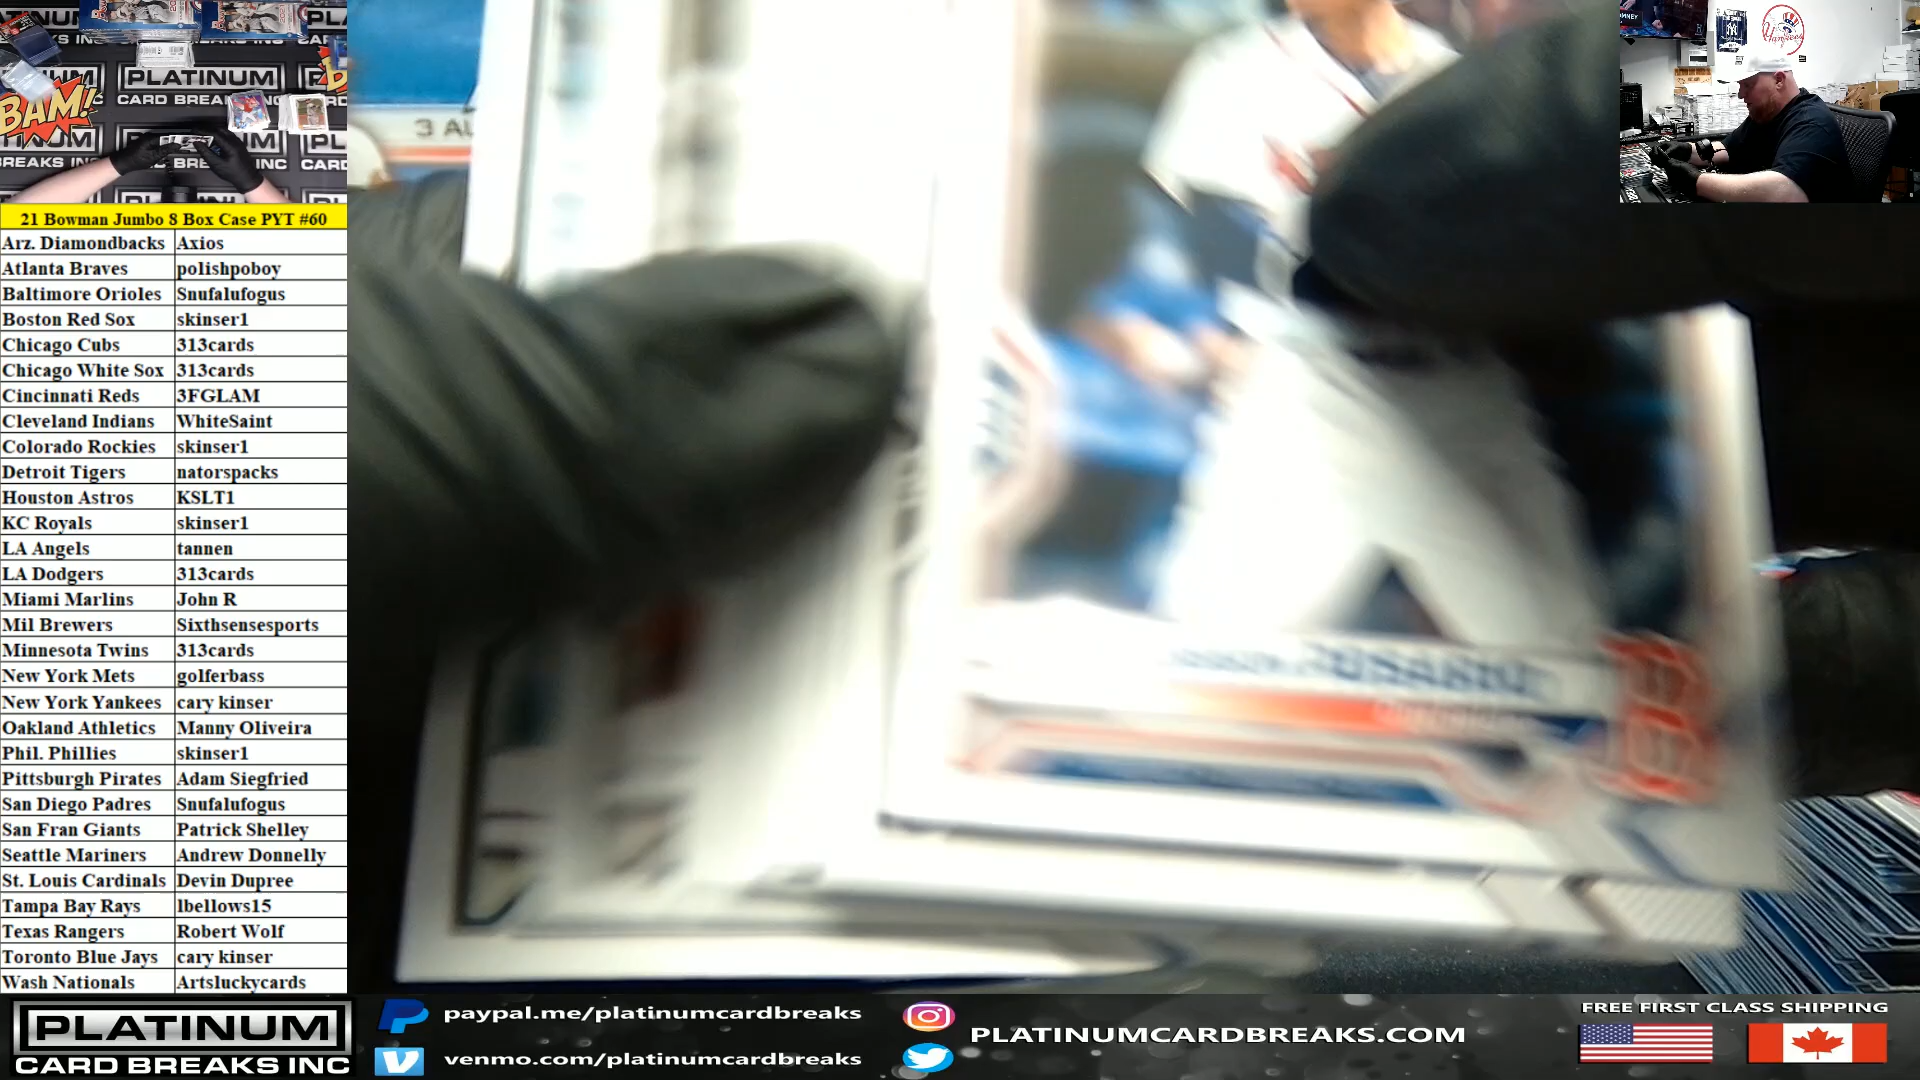 PLATINUM
CARD BREAKS INC
BAM!
Yankees
3 AU
21 Bowman Jumbo 8 Box Case PYT #60
Arz. Diamondbacks Axios
Atlanta Braves polishpoboy
Baltimore Orioles Snufalufogus
Boston Red Sox skinser1
Chicago Cubs 313cards
Chicago White Sox 313cards
Cincinnati Reds 3FGLAM
Cleveland Indians WhiteSaint
Colorado Rockies skinser1
Detroit Tigers natorspacks
Houston Astros KSLT1
KC Royals skinser1
LA Angels tannen
LA Dodgers 313cards
Miami Marlins John R
Mil Brewers Sixthsensesports
Minnesota Twins 313cards
New York Mets golferbass
New York Yankees cary kinser
Oakland Athletics Manny Oliveira
Phil. Phillies skinser1
Pittsburgh Pirates Adam Siegfried
San Diego Padres Snufalufogus
San Fran Giants Patrick Shelley
Seattle Mariners Andrew Donnelly
St. Louis Cardinals Devin Dupree
Tampa Bay Rays lbellows15
Texas Rangers Robert Wolf
Toronto Blue Jays cary kinser
Wash Nationals Artsluckycards
PLATINUM
CARD BREAKS INC
paypal.me/platinumcardbreaks
venmo.com/platinumcardbreaks
PLATINUMCARDBREAKS.COM
FREE FIRST CLASS SHIPPING